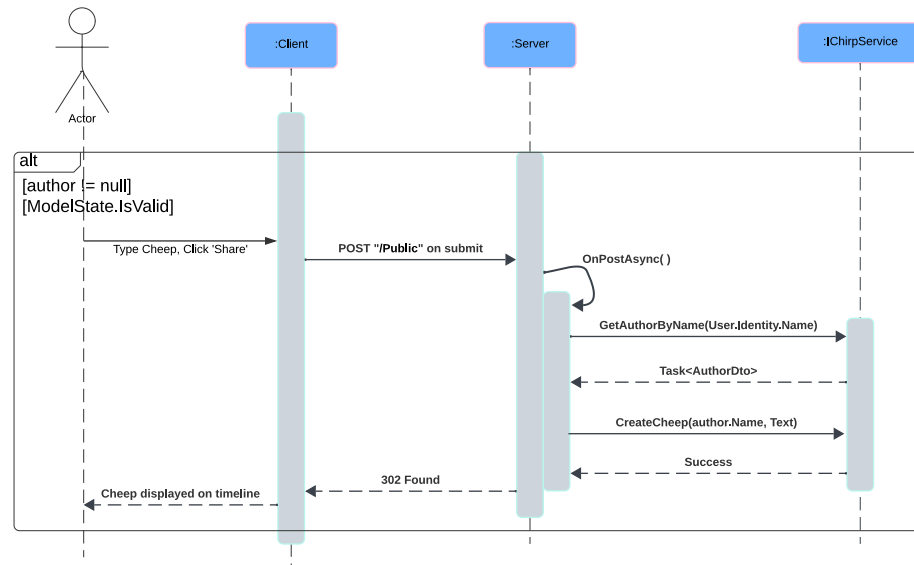 :Client
:Server
:IChirpService
Actor
alt
[author != null]
[ModelState.IsValid]
Type Cheep, Click 'Share'
POST "/Public" on submit
OnPostAsync( )
GetAuthorByName(User.Identity.Name)
Task<AuthorDto>
CreateCheep(author.Name, Text)
Success
302 Found
Cheep displayed on timeline